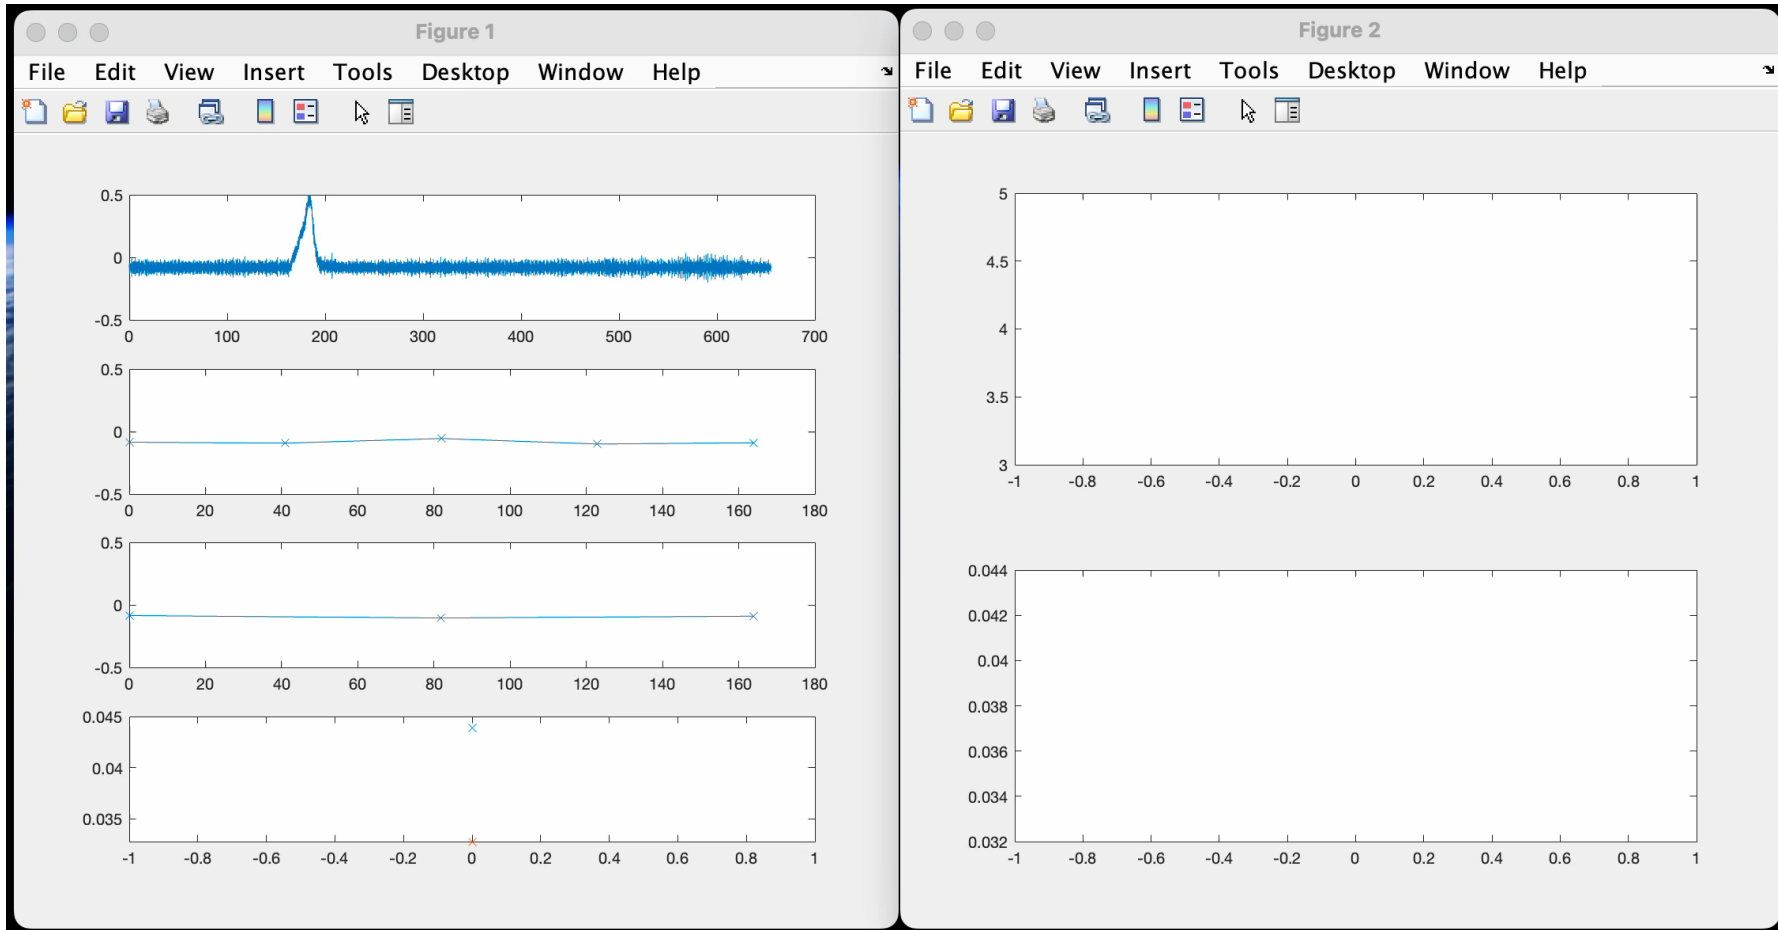 Figure 1
File Edit View Insert Tools Desktop Window Help
0.5
0
-0.5
0 100 200 300 400 500 600 700
0.5
0
-0.5
0 20 40 60 80 100 120 140 160 180
0.5
0
-0.5
0 20 40 60 80 100 120 140 160 180
0.045
0.04
0.035
-1 -0.8 -0.6 -0.4 -0.2 0 0.2 0.4 0.6 0.8 1
Figure 2
File Edit View Insert Tools Desktop Window Help
5
4.5
4
3.5
3
-1 -0.8 -0.6 -0.4 -0.2 0 0.2 0.4 0.6 0.8 1
0.044
0.042
0.04
0.038
0.036
0.034
0.032
-1 -0.8 -0.6 -0.4 -0.2 0 0.2 0.4 0.6 0.8 1